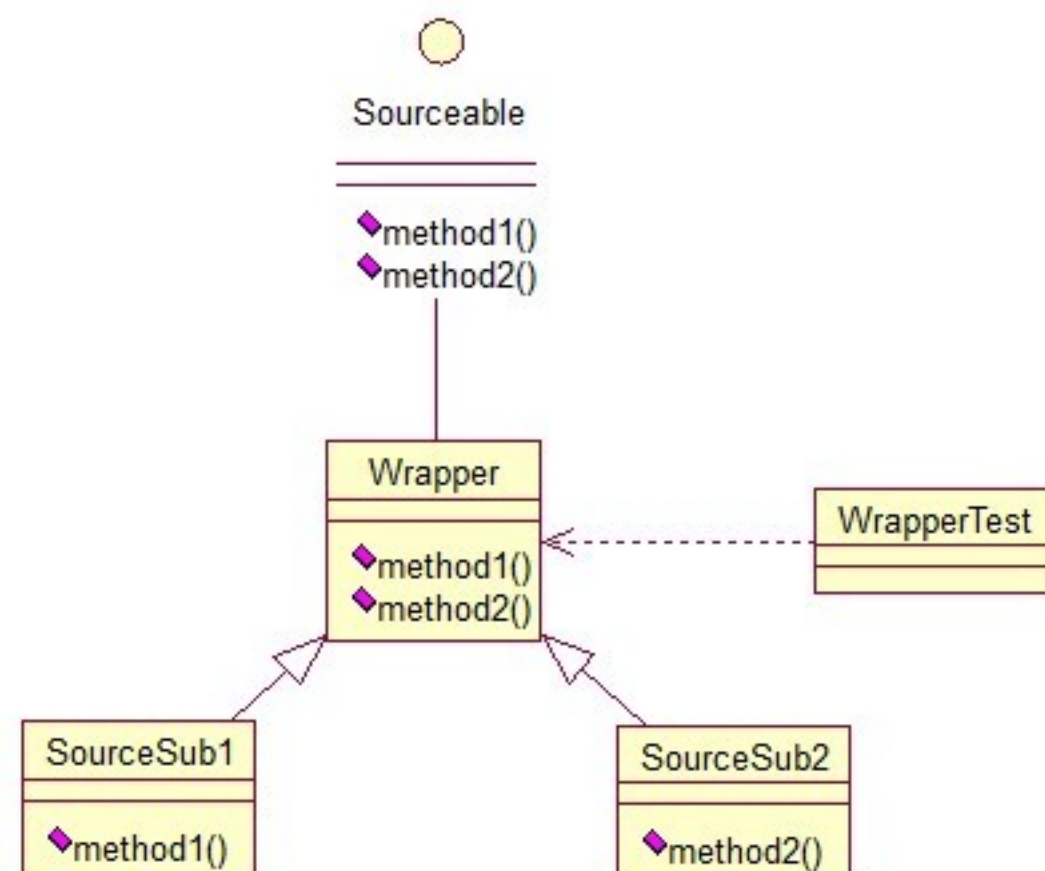 Sourceable
method1()
method2()
Wrapper
method1()
method2()
WrapperTest
SourceSub1
method1()
SourceSub2
method2()